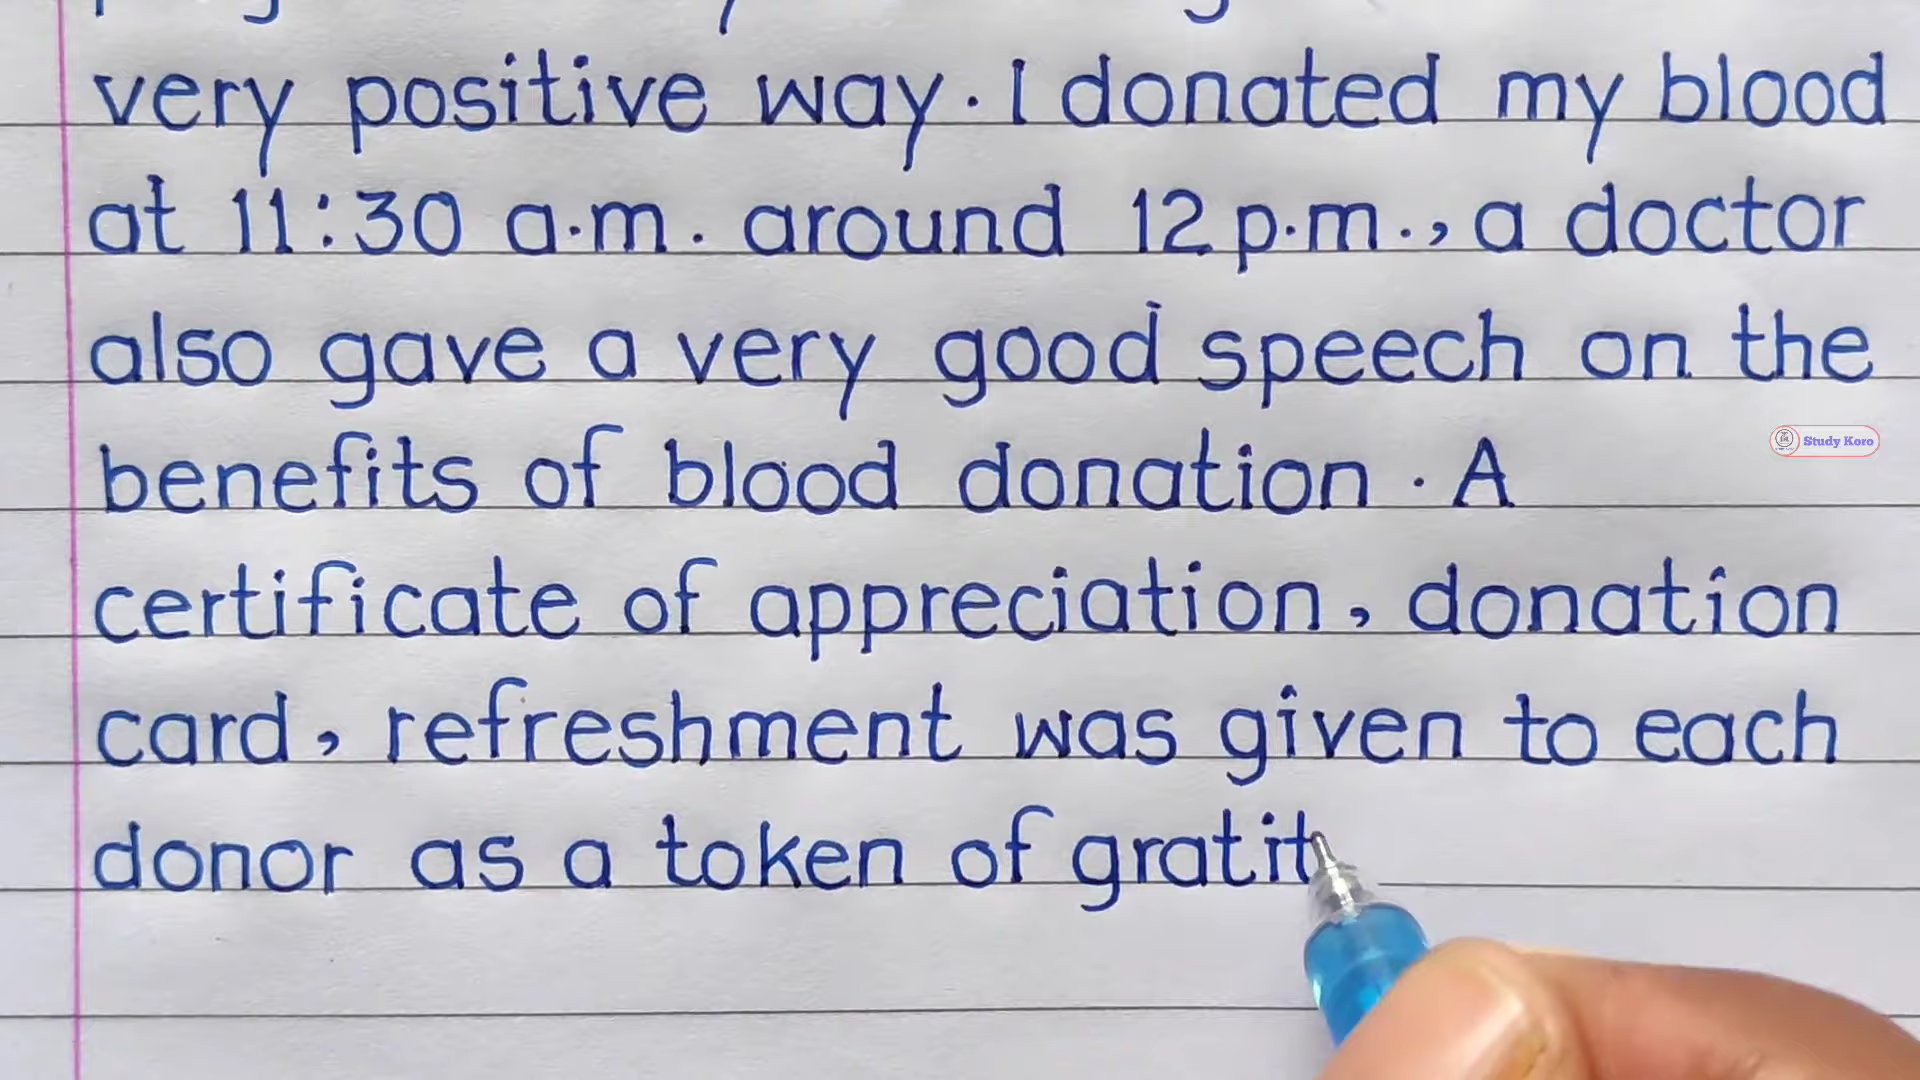 very positive way. I donated my blood
at 11:30 a.m. around 12 p.m., a doctor
also gave a very good speech on the
benefits of blood donation. A
Study Koro
certificate of appreciation, donation
card, refreshment was given to each
donor as a token of gratit